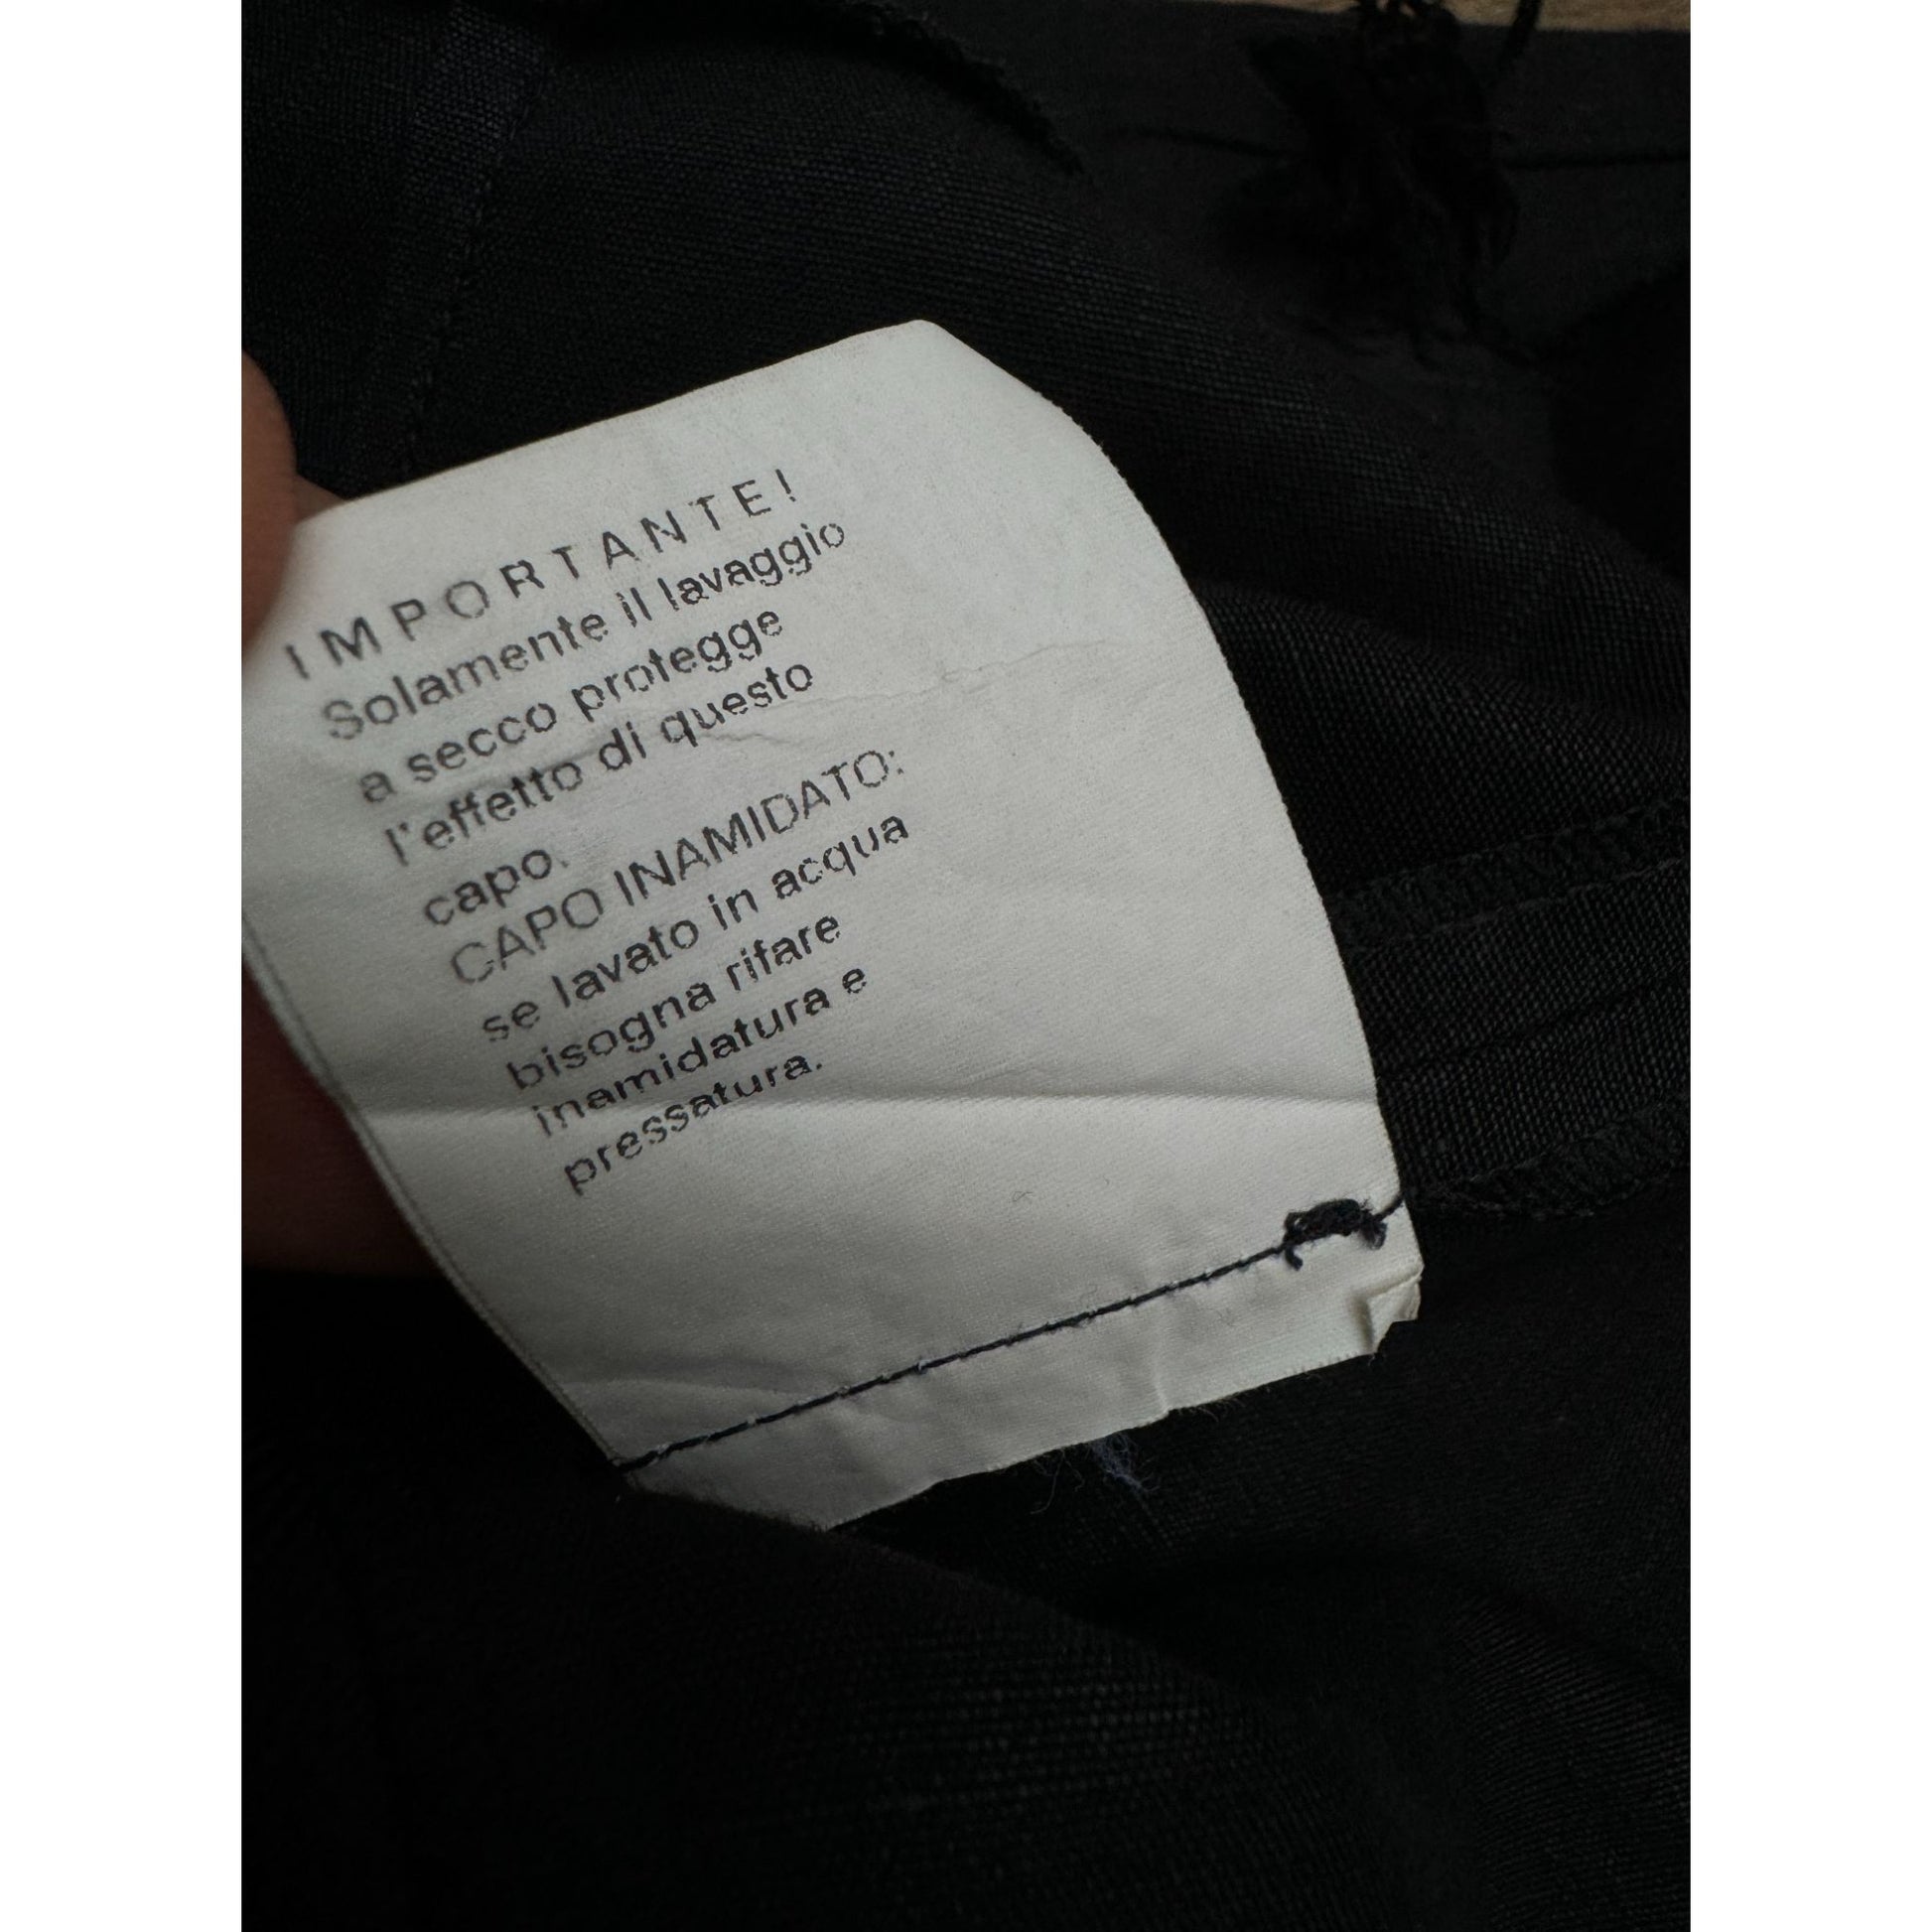 IMPORTANTE!
Solamente il lavaggio
a secco protegge
l'effetto di questo
capo.
CAPO INAMIDATO:
se lavato in acqua
bisogna rifare
inamidatura e
pressatura.